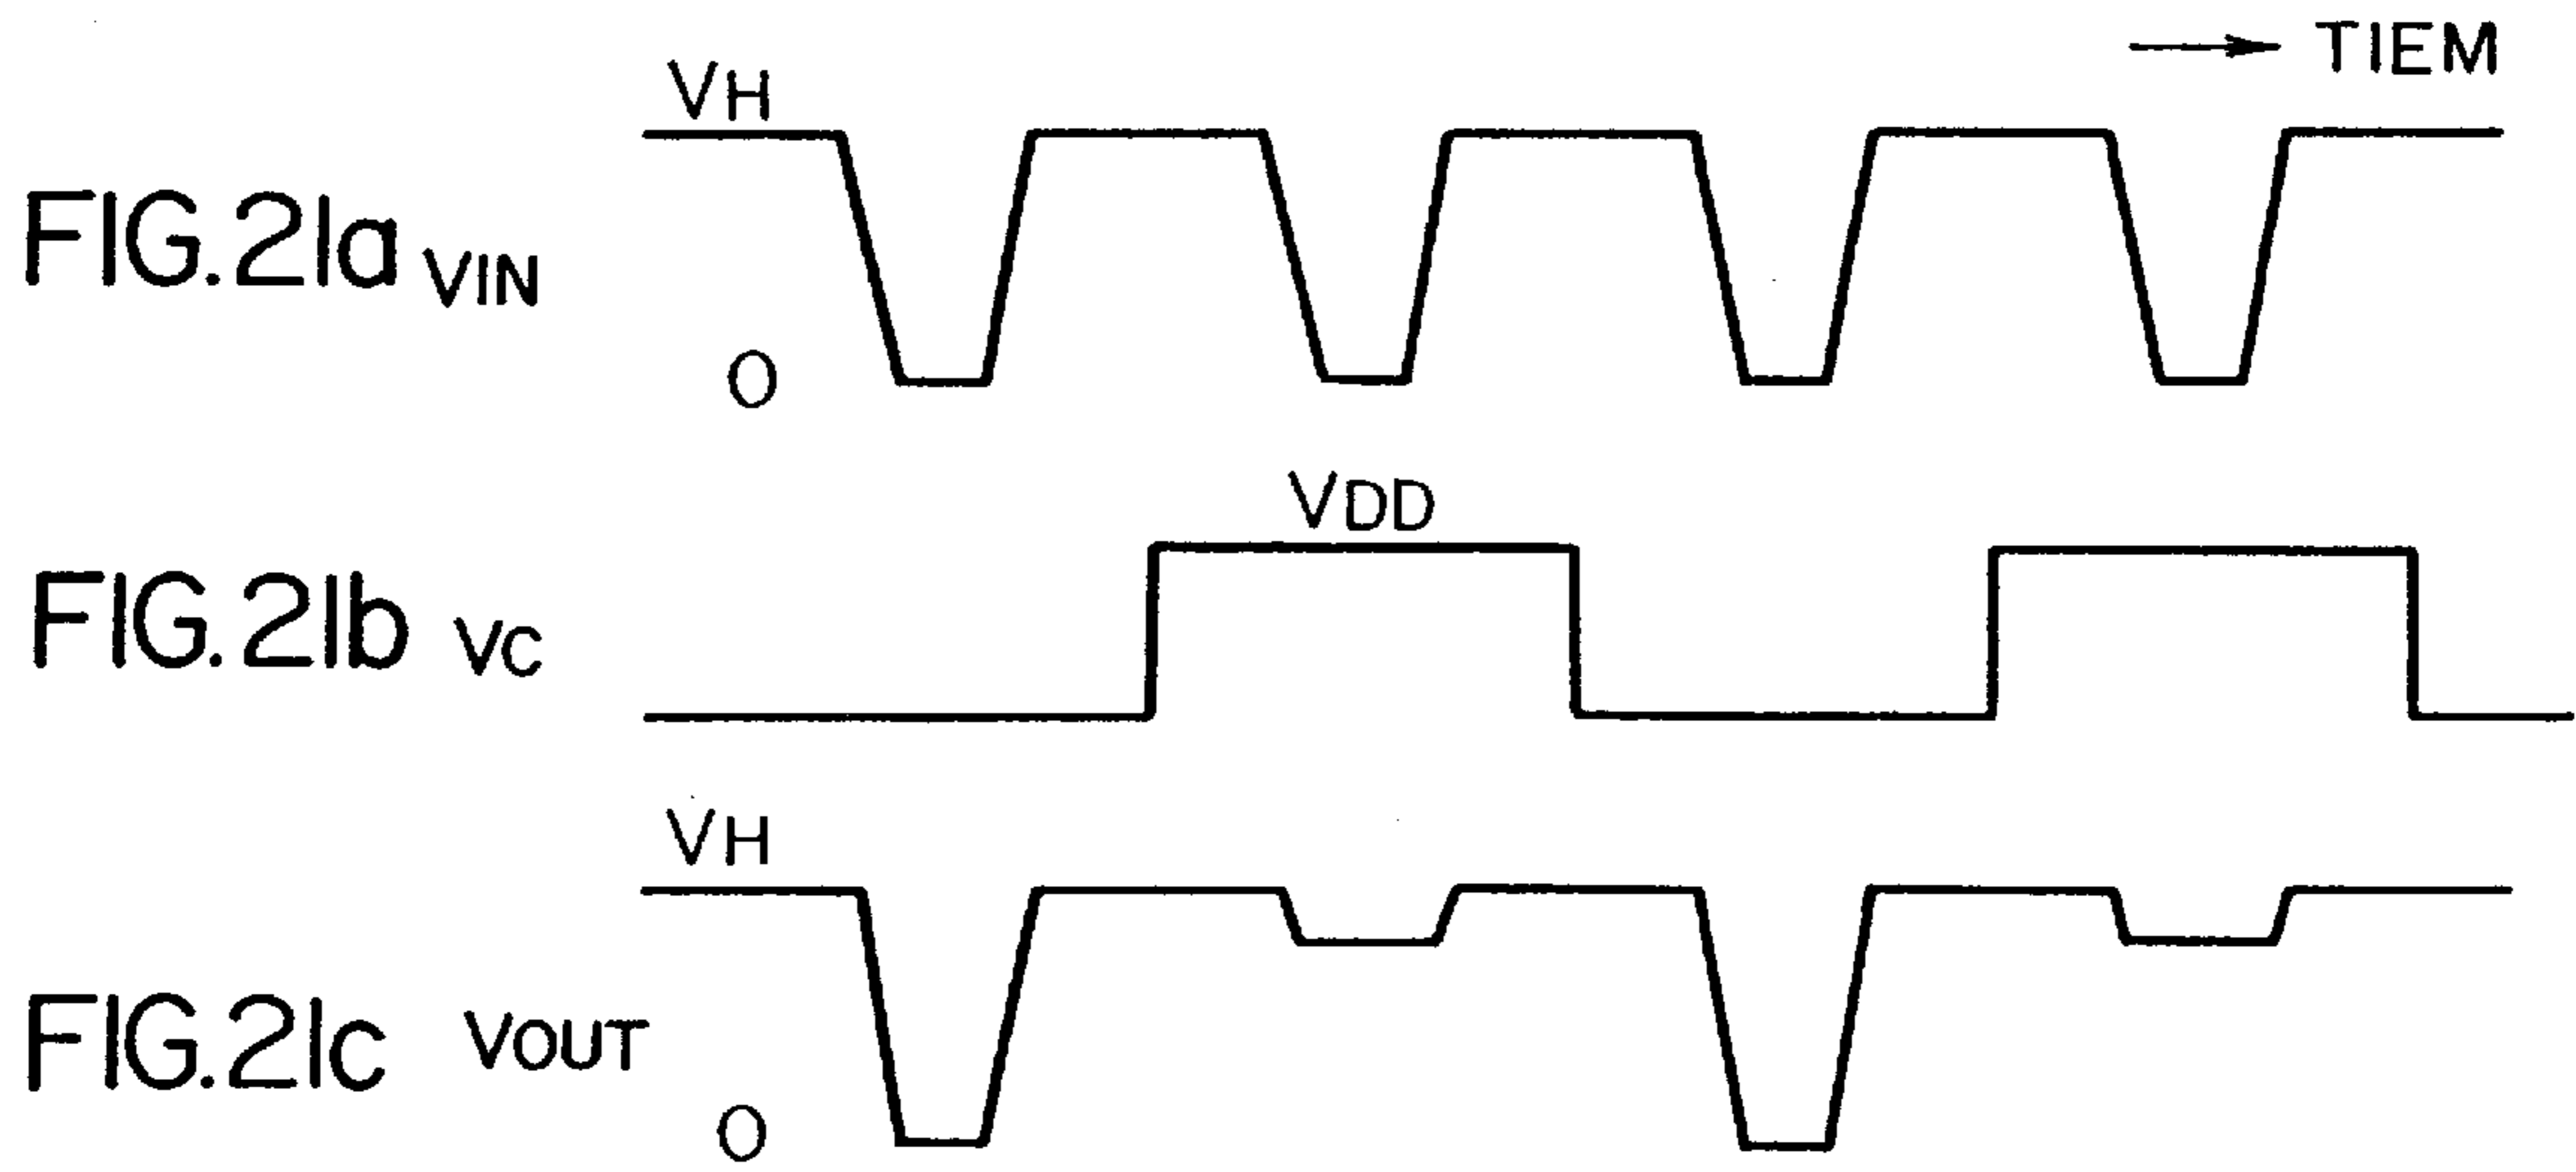 → TIEM
VH
FIG.21a VIN
0
VDD
FIG.21b VC
VH
FIG.21c VOUT
0